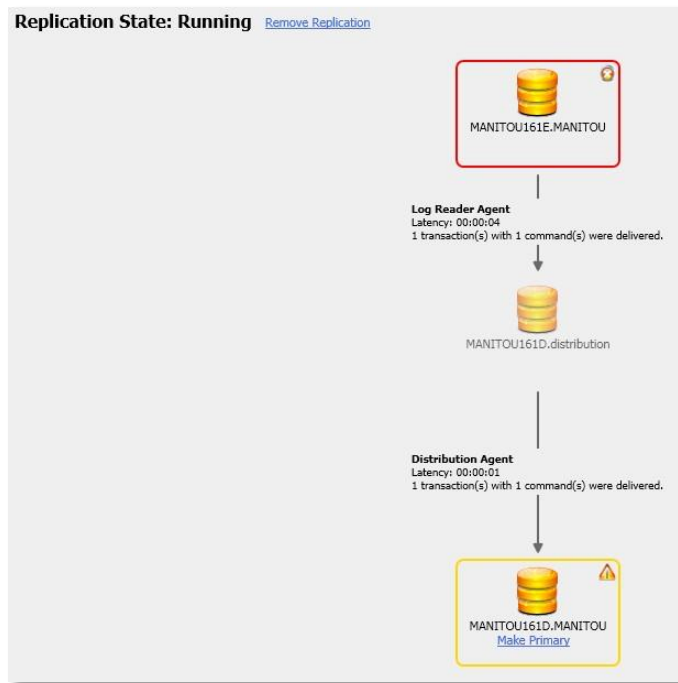 Replication State: Running Remove Replication
MANITOU161E.MANITOU
Log Reader Agent
Latency: 00:00:04
1 transaction(s) with 1 command(s) were delivered.
MANITOU161D.distribution
Distribution Agent
Latency: 00:00:01
1 transaction(s) with 1 command(s) were delivered.
MANITOU161D.MANITOU
Make Primary